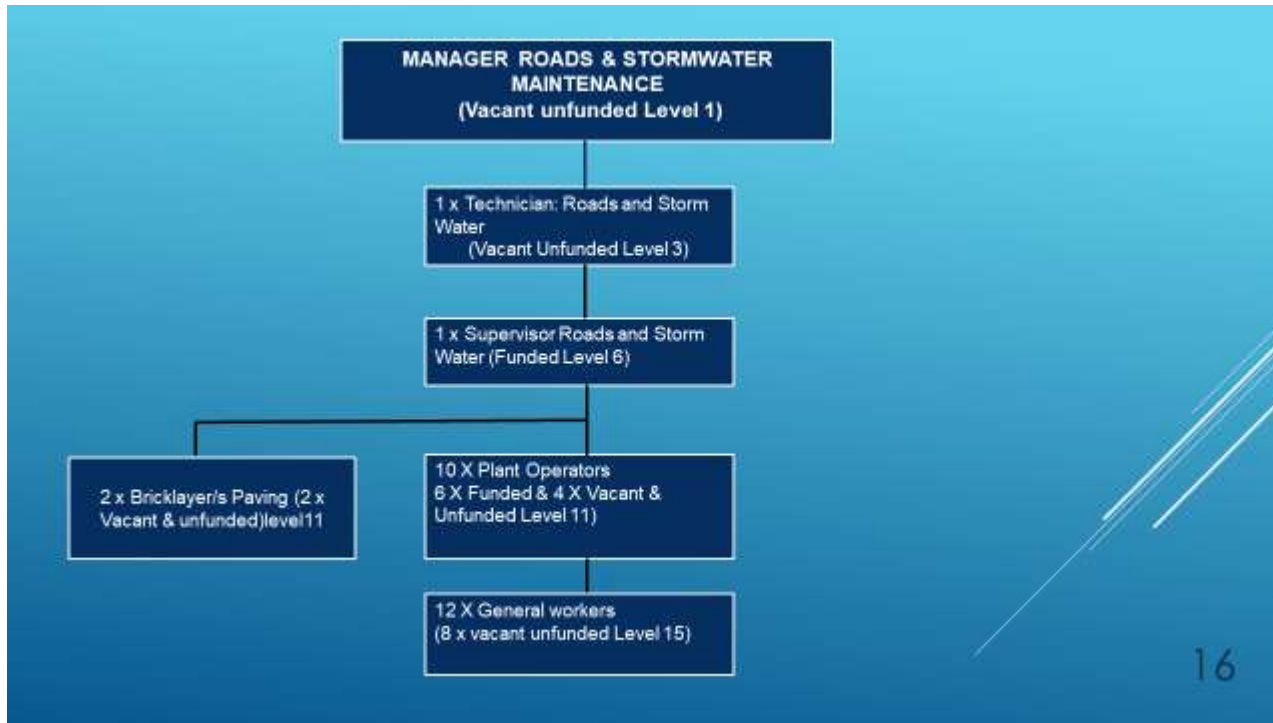 MANAGER ROADS & STORMWATER
MAINTENANCE
(Vacant unfunded Level 1)
1 x Technician: Roads and Storm
Water
(Vacant Unfunded Level 3)
1 x Supervisor Roads and Storm
Water (Funded Level 6)
2 x Bricklayer/s Paving (2 x
Vacant & unfunded)level11
10 X Plant Operators
6 X Funded & 4 X Vacant &
Unfunded Level 11)
12 X General workers
(8 x vacant unfunded Level 15)
16